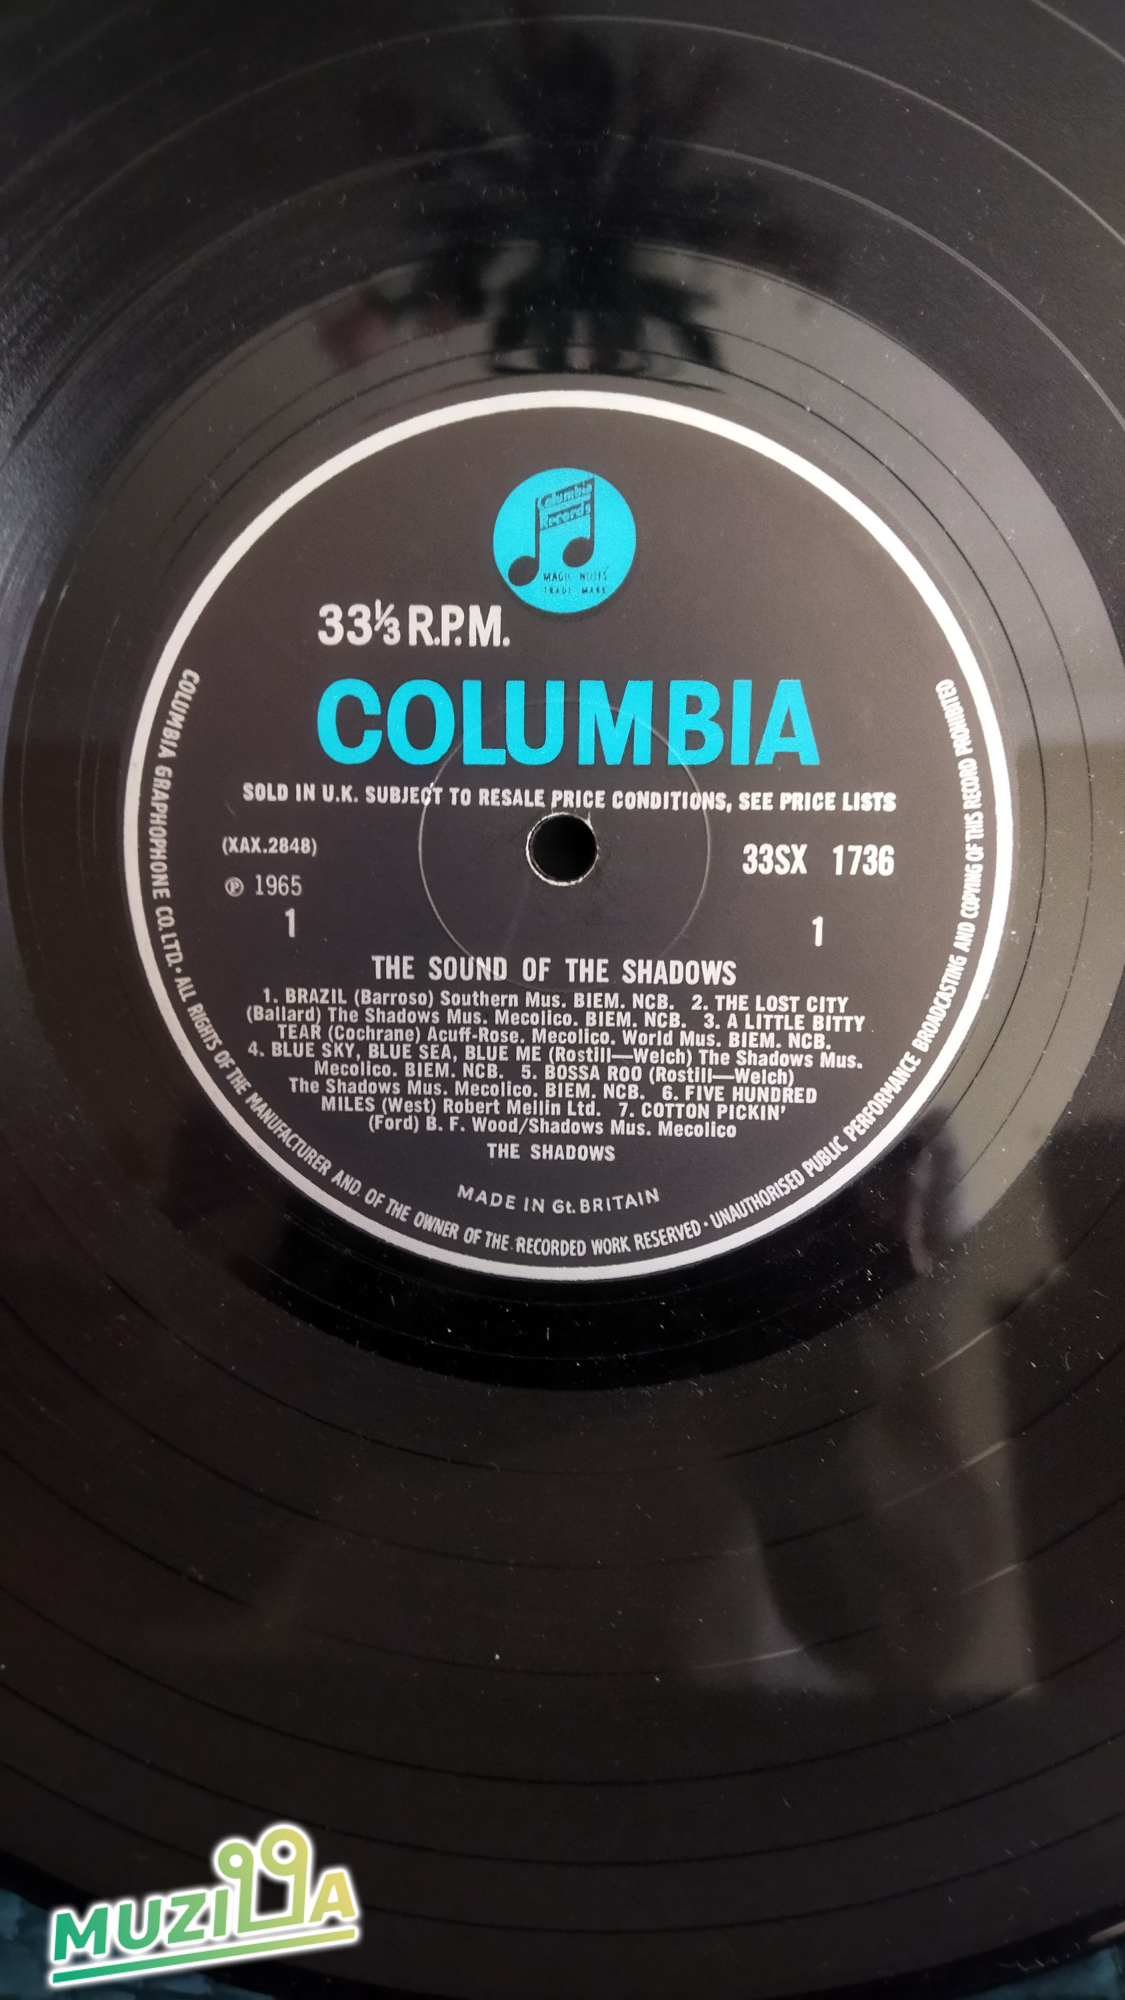 Columbia
Records
MAGIC NOTES
TRADE MARK
33⅓ R.P.M.
COLUMBIA
SOLD IN U.K. SUBJECT TO RESALE PRICE CONDITIONS, SEE PRICE LISTS
(XAX.2848)
33SX 1736
℗ 1965
1
1
THE SOUND OF THE SHADOWS
1. BRAZIL (Barroso) Southern Mus. BIEM. NCB. 2. THE LOST CITY
(Ballard) The Shadows Mus. Mecolico. BIEM. NCB. 3. A LITTLE BITTY
TEAR (Cochrane) Acuff-Rose. Mecolico. World Mus. BIEM. NCB.
4. BLUE SKY, BLUE SEA, BLUE ME (Rostill—Welch) The Shadows Mus.
Mecolico. BIEM. NCB. 5. BOSSA ROO (Rostill—Welch)
The Shadows Mus. Mecolico. BIEM. NCB. 6. FIVE HUNDRED
MILES (West) Robert Mellin Ltd. 7. COTTON PICKIN'
(Ford) B. F. Wood/Shadows Mus. Mecolico
THE SHADOWS
MADE IN Gt. BRITAIN
COLUMBIA GRAPHOPHONE CO. LTD. • ALL RIGHTS OF THE MANUFACTURER AND OF THE OWNER OF THE RECORDED WORK RESERVED • UNAUTHORISED PUBLIC PERFORMANCE BROADCASTING AND COPYING OF THIS RECORD PROHIBITED
MUZILLA